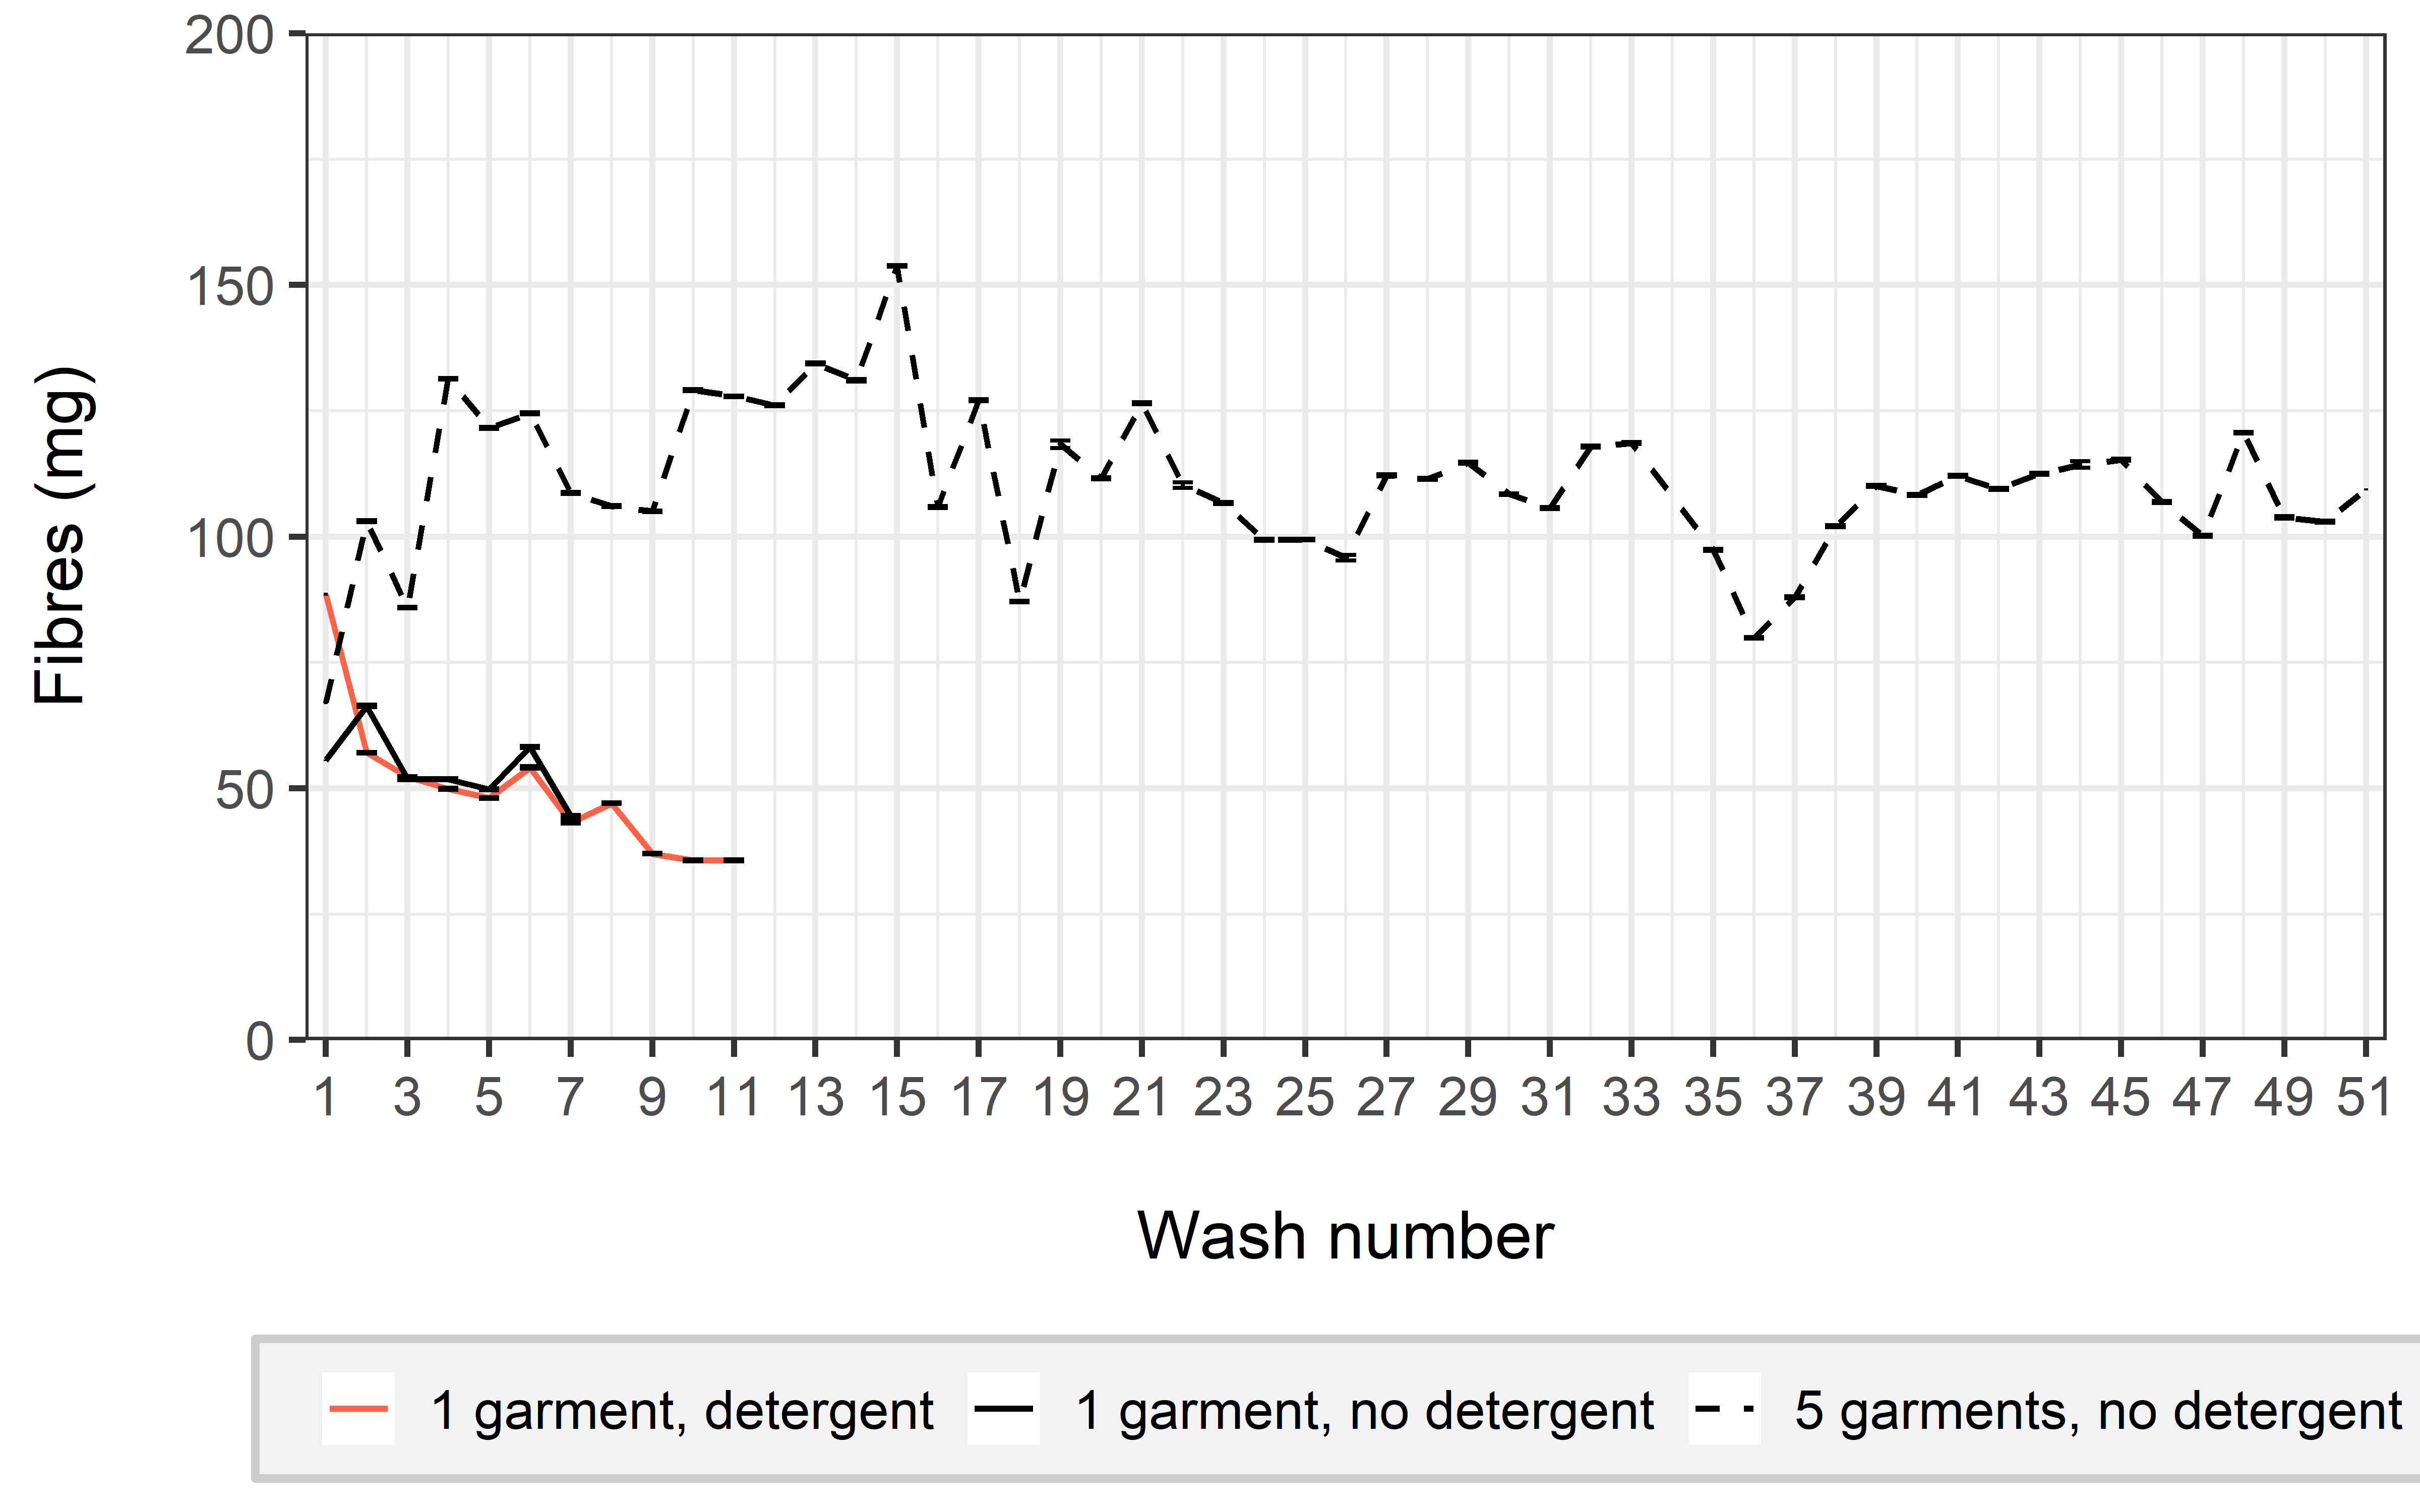 200
150
100
50
0
Fibres (mg)
1 3 5 7 9 11 13 15 17 19 21 23 25 27 29 31 33 35 37 39 41 43 45 47 49 51
Wash number
1 garment, detergent 1 garment, no detergent 5 garments, no detergent